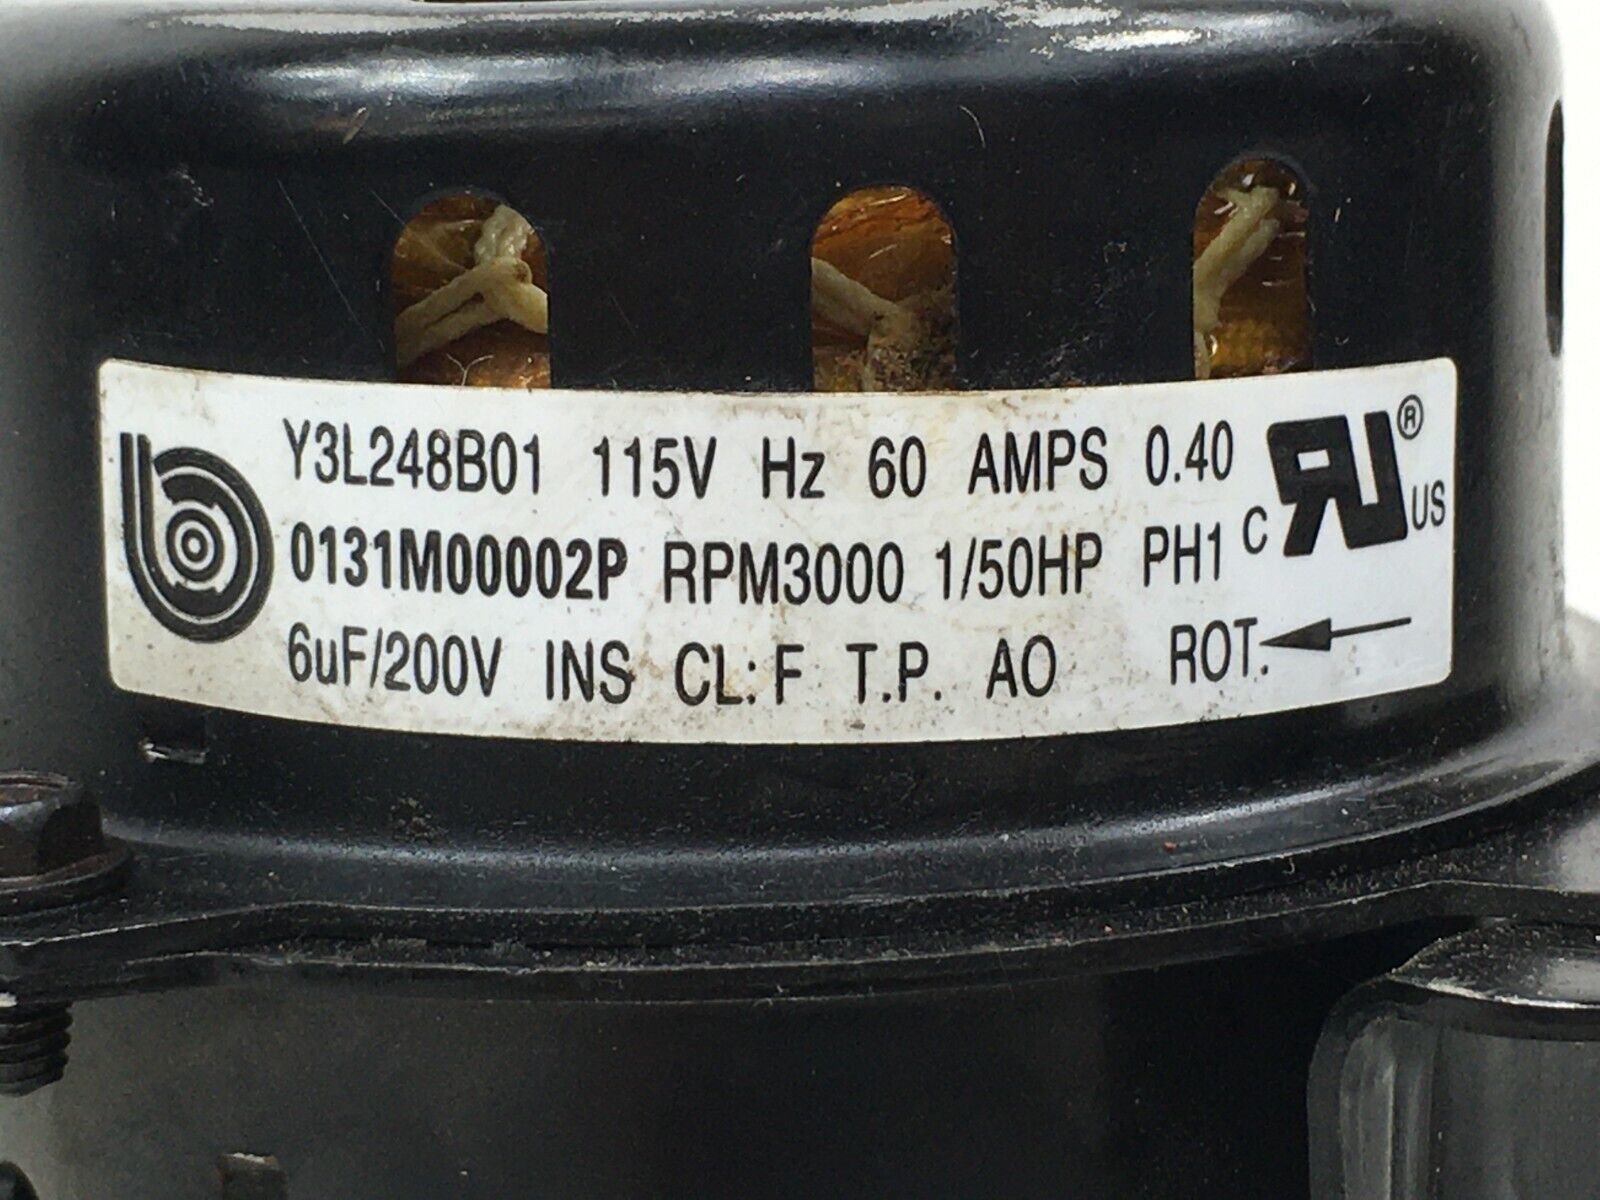 Y3L248B01 115V Hz 60 AMPS 0.40
0131M00002P RPM3000 1/50HP PH1
6uF/200V INS CL: F T.P. AO ROT.
C RU ® US